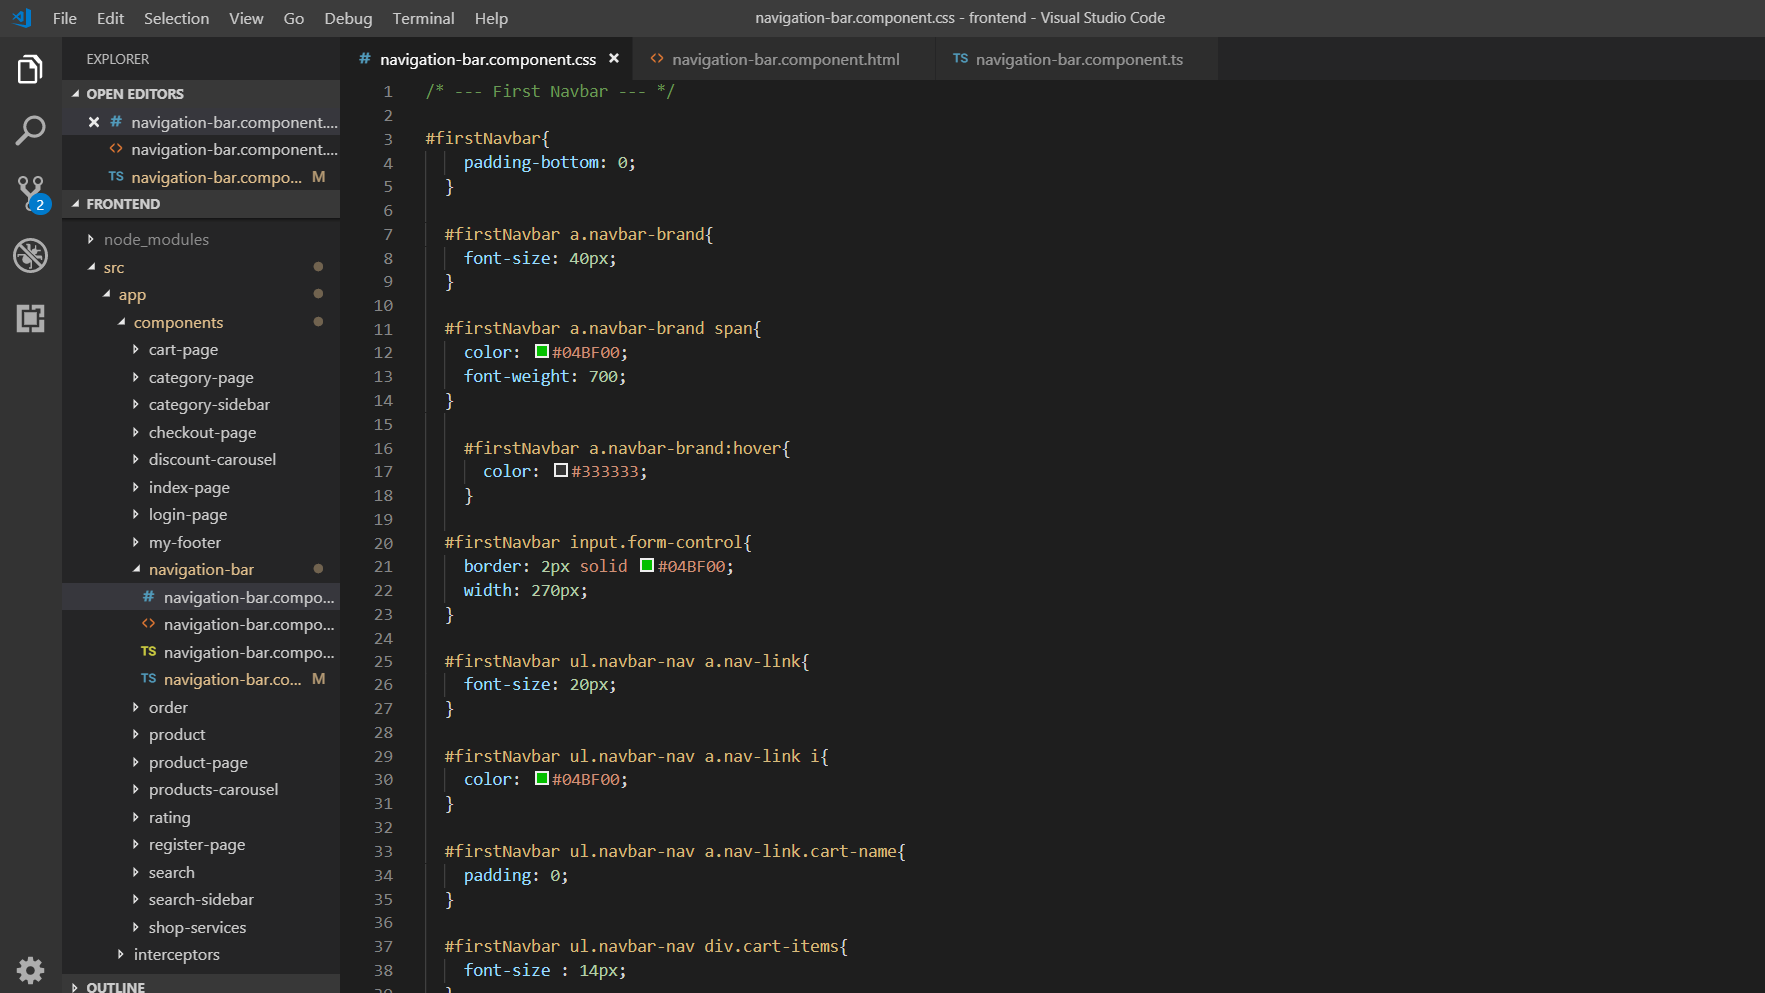 File Edit Selection View Go Debug Terminal Help
navigation-bar.component.css - frontend - Visual Studio Code
EXPLORER
OPEN EDITORS
# navigation-bar.component....
<> navigation-bar.component....
TS navigation-bar.compo... M
FRONTEND
node_modules
src
app
components
cart-page
category-page
category-sidebar
checkout-page
discount-carousel
index-page
login-page
my-footer
navigation-bar
# navigation-bar.compo...
<> navigation-bar.compo...
TS navigation-bar.compo...
TS navigation-bar.co... M
order
product
product-page
products-carousel
rating
register-page
search
search-sidebar
shop-services
interceptors
OUTLINE
2
# navigation-bar.component.css
<> navigation-bar.component.html
TS navigation-bar.component.ts
1 /* --- First Navbar --- */
2
3 #firstNavbar{
4 padding-bottom: 0;
5 }
6
7 #firstNavbar a.navbar-brand{
8 font-size: 40px;
9 }
10
11 #firstNavbar a.navbar-brand span{
12 color: #04BF00;
13 font-weight: 700;
14 }
15
16 #firstNavbar a.navbar-brand:hover{
17 color: #333333;
18 }
19
20 #firstNavbar input.form-control{
21 border: 2px solid #04BF00;
22 width: 270px;
23 }
24
25 #firstNavbar ul.navbar-nav a.nav-link{
26 font-size: 20px;
27 }
28
29 #firstNavbar ul.navbar-nav a.nav-link i{
30 color: #04BF00;
31 }
32
33 #firstNavbar ul.navbar-nav a.nav-link.cart-name{
34 padding: 0;
35 }
36
37 #firstNavbar ul.navbar-nav div.cart-items{
38 font-size : 14px;